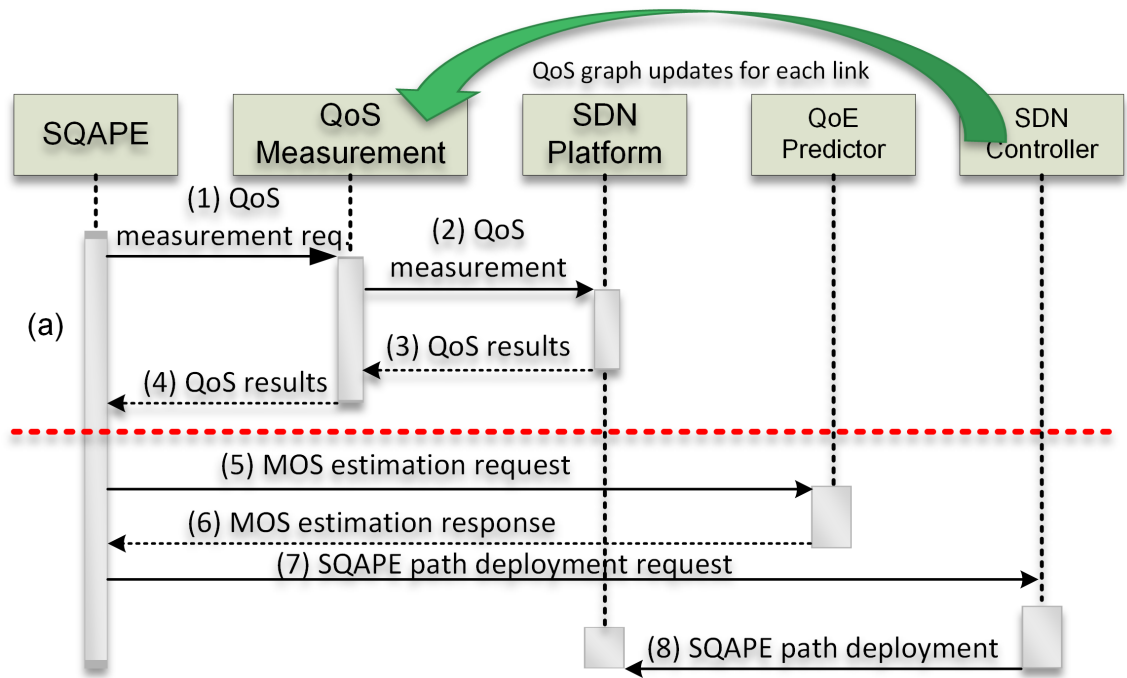 QoS graph updates for each link
SQAPE
QoS
Measurement
SDN
Platform
QoE
Predictor
SDN
Controller
(1) QoS
measurement req.
(2) QoS
measurement
(a)
(3) QoS results
(4) QoS results
(5) MOS estimation request
(6) MOS estimation response
(7) SQAPE path deployment request
(8) SQAPE path deployment